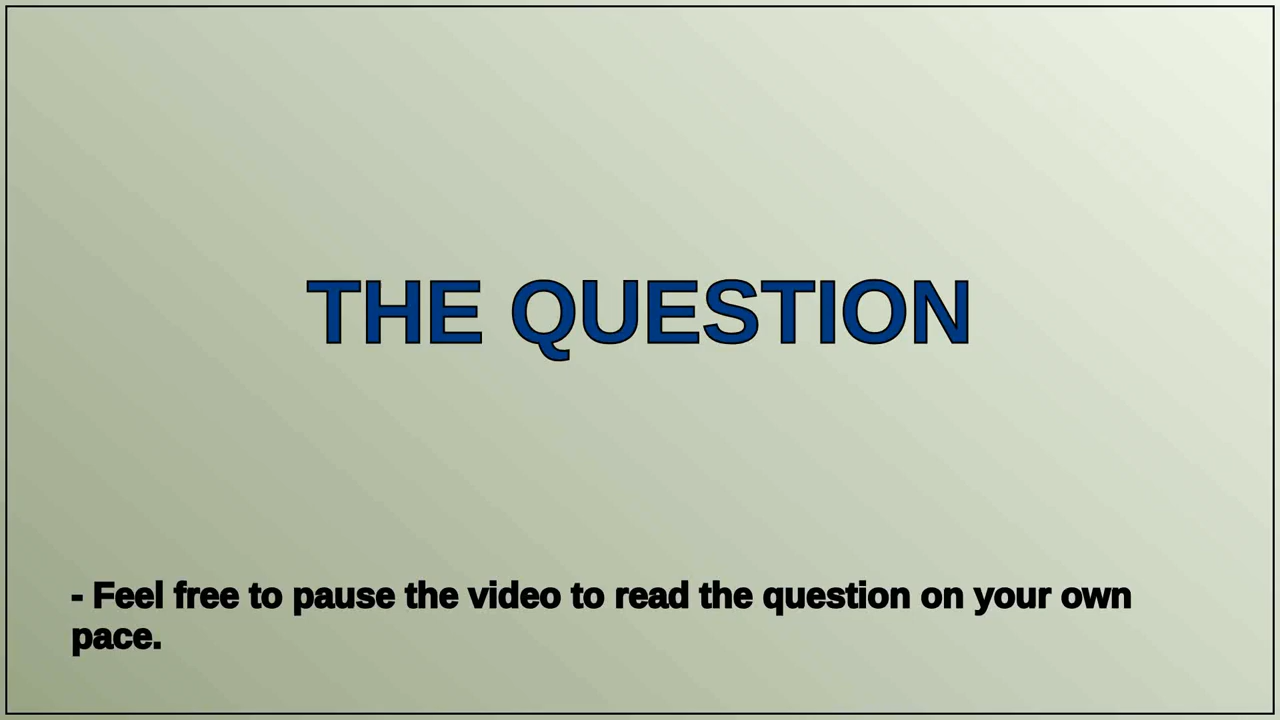 THE QUESTION
- Feel free to pause the video to read the question on your own
pace.